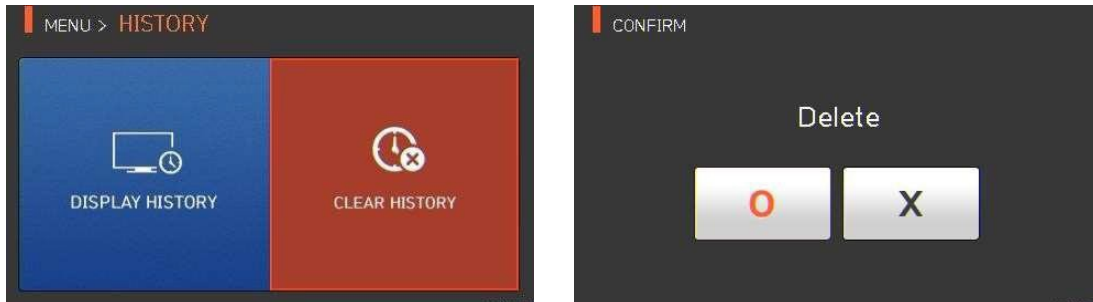 MENU > HISTORY
DISPLAY HISTORY
CLEAR HISTORY
CONFIRM
Delete
O
X